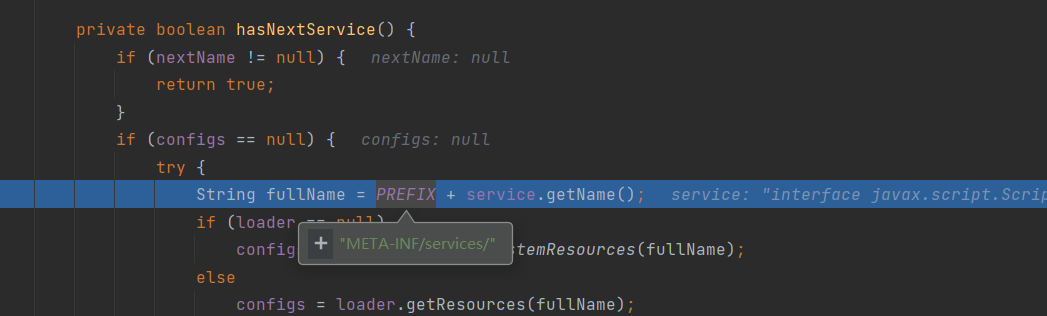 private boolean hasNextService() {
if (nextName != null) { nextName: null
return true;
}
if (configs == null) { configs: null
try {
String fullName = PREFIX + service.getName(); service: "interface javax.script.Scrip
if (loader == null)
"META-INF/services/"
config stemResources(fullName);
else
configs = loader.getResources(fullName);